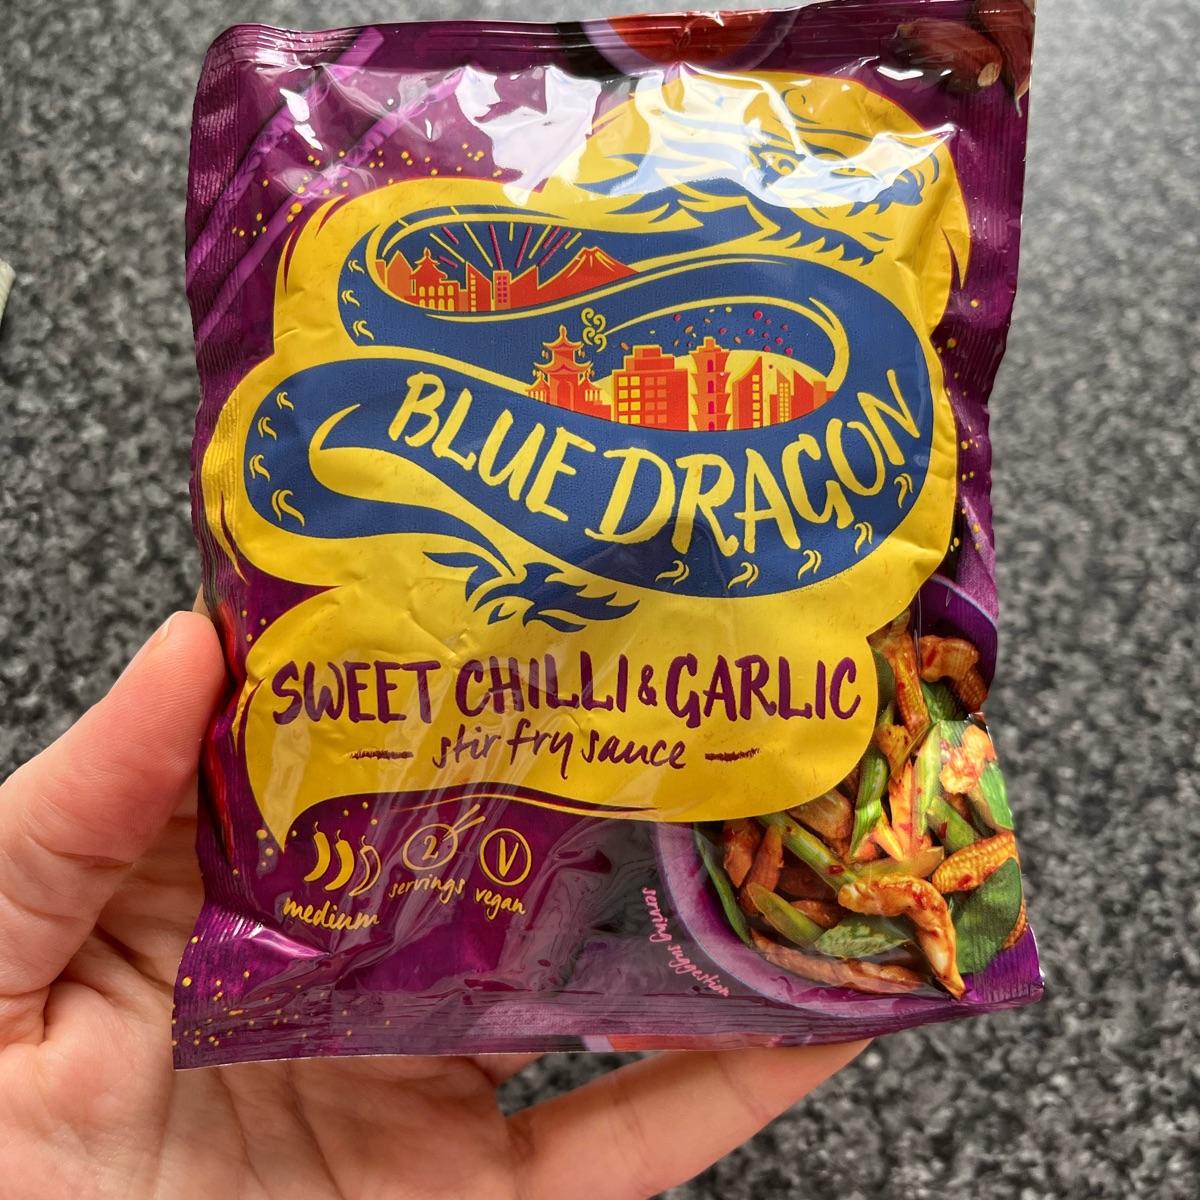 BLUE DRAGON
SWEET CHILLI & GARLIC
stir fry sauce
medium
2
servings
V
vegan
serving suggestion